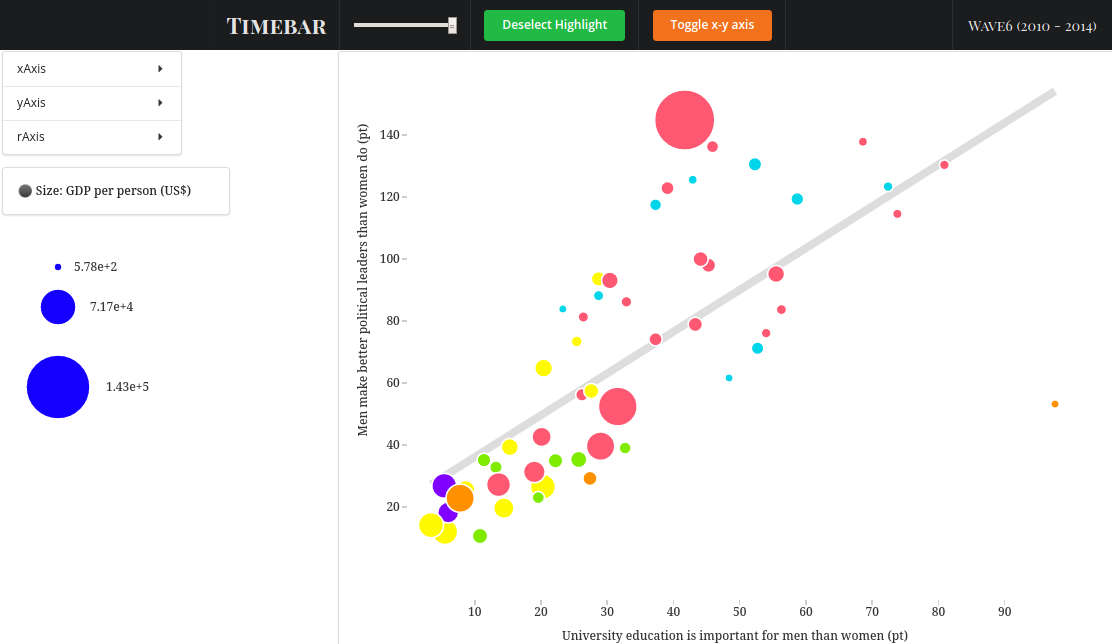 TIMEBAR
Deselect Highlight
Toggle x-y axis
WAVE6 (2010 - 2014)
xAxis
yAxis
rAxis
Size: GDP per person (US$)
5.78e+2
7.17e+4
1.43e+5
Men make better political leaders than women do (pt)
140
120
100
80
60
40
20
10 20 30 40 50 60 70 80 90
University education is important for men than women (pt)